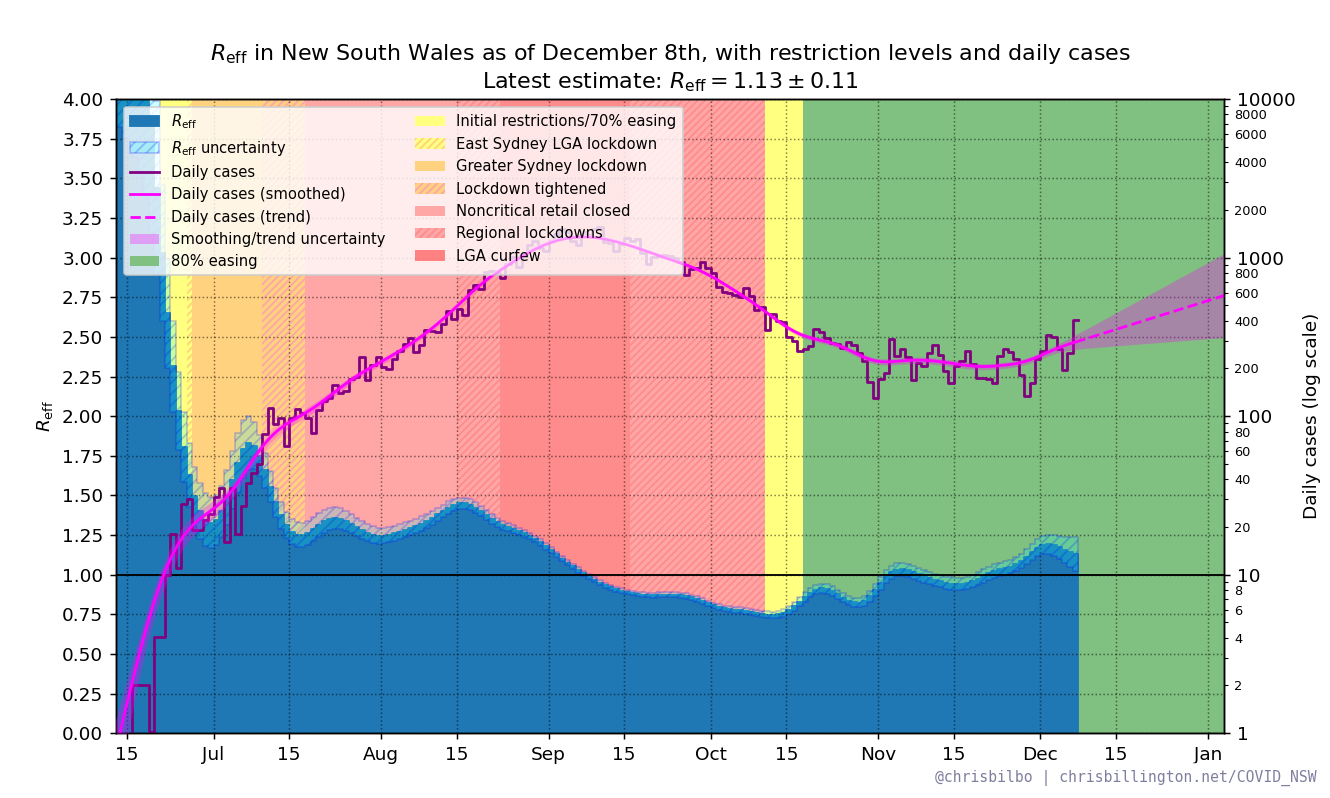 R_eff in New South Wales as of December 8th, with restriction levels and daily cases
Latest estimate: R_eff = 1.13 ± 0.11
R_eff
R_eff uncertainty
Daily cases
Daily cases (smoothed)
Daily cases (trend)
Smoothing/trend uncertainty
80% easing
Initial restrictions/70% easing
East Sydney LGA lockdown
Greater Sydney lockdown
Lockdown tightened
Noncritical retail closed
Regional lockdowns
LGA curfew
R_eff
4.00
3.75
3.50
3.25
3.00
2.75
2.50
2.25
2.00
1.75
1.50
1.25
1.00
0.75
0.50
0.25
0.00
10000
8000
6000
4000
2000
1000
800
600
400
200
100
80
60
40
20
10
8
6
4
2
1
Daily cases (log scale)
15 Jul 15 Aug 15 Sep 15 Oct 15 Nov 15 Dec 15 Jan
@chrisbilbo | chrisbillington.net/COVID_NSW